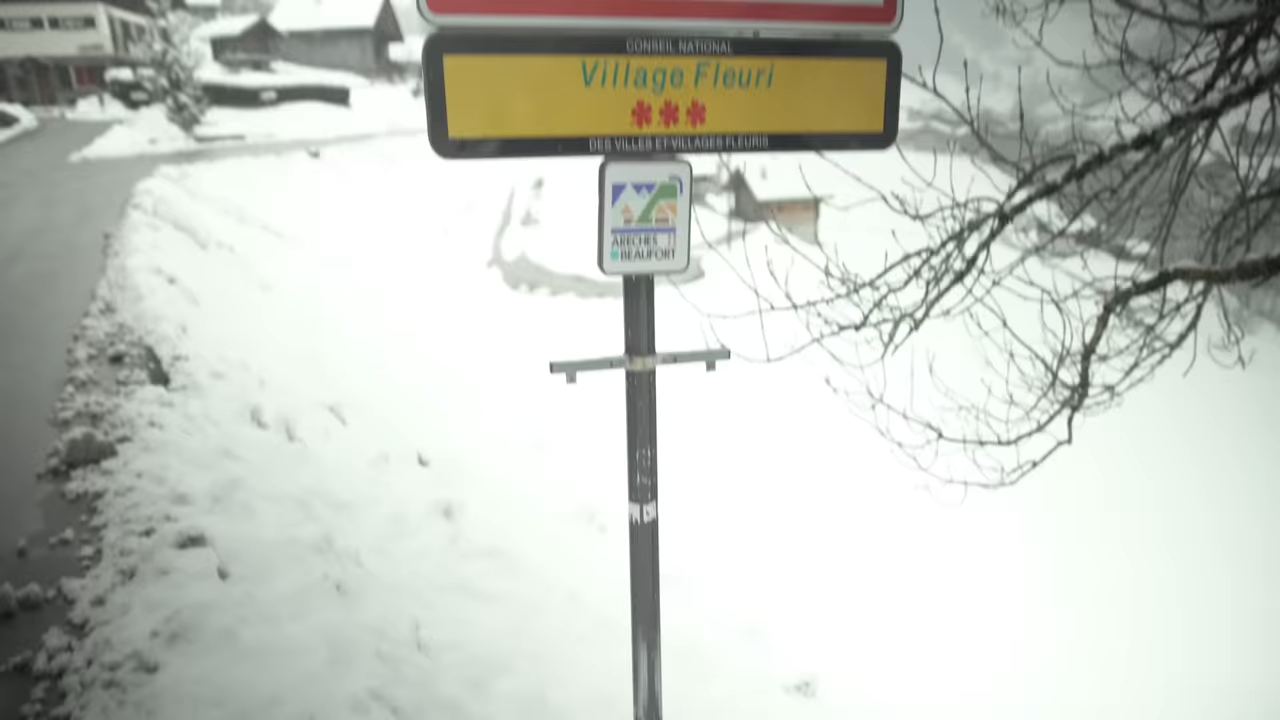 CONSEIL NATIONAL
Village Fleuri
DES VILLES ET VILLAGES FLEURIS
ARECHES
BEAUFORT